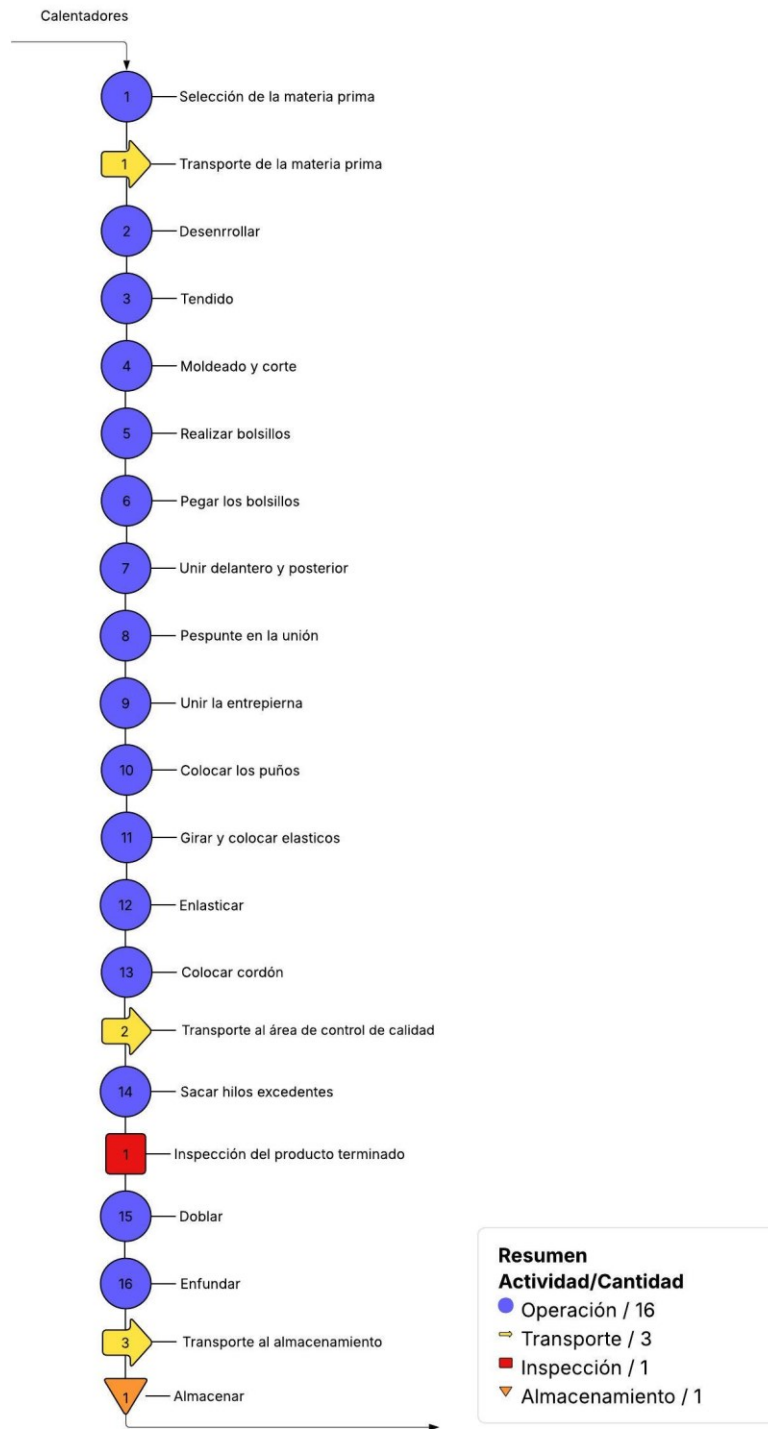 Calentadores
1 Selección de la materia prima
1 Transporte de la materia prima
2 Desenrrollar
3 Tendido
4 Moldeado y corte
5 Realizar bolsillos
6 Pegar los bolsillos
7 Unir delantero y posterior
8 Pespunte en la unión
9 Unir la entrepierna
10 Colocar los puños
11 Girar y colocar elasticos
12 Enlasticar
13 Colocar cordón
2 Transporte al área de control de calidad
14 Sacar hilos excedentes
1 Inspección del producto terminado
15 Doblar
16 Enfundar
3 Transporte al almacenamiento
1 Almacenar
Resumen
Actividad/Cantidad
Operación / 16
Transporte / 3
Inspección / 1
Almacenamiento / 1